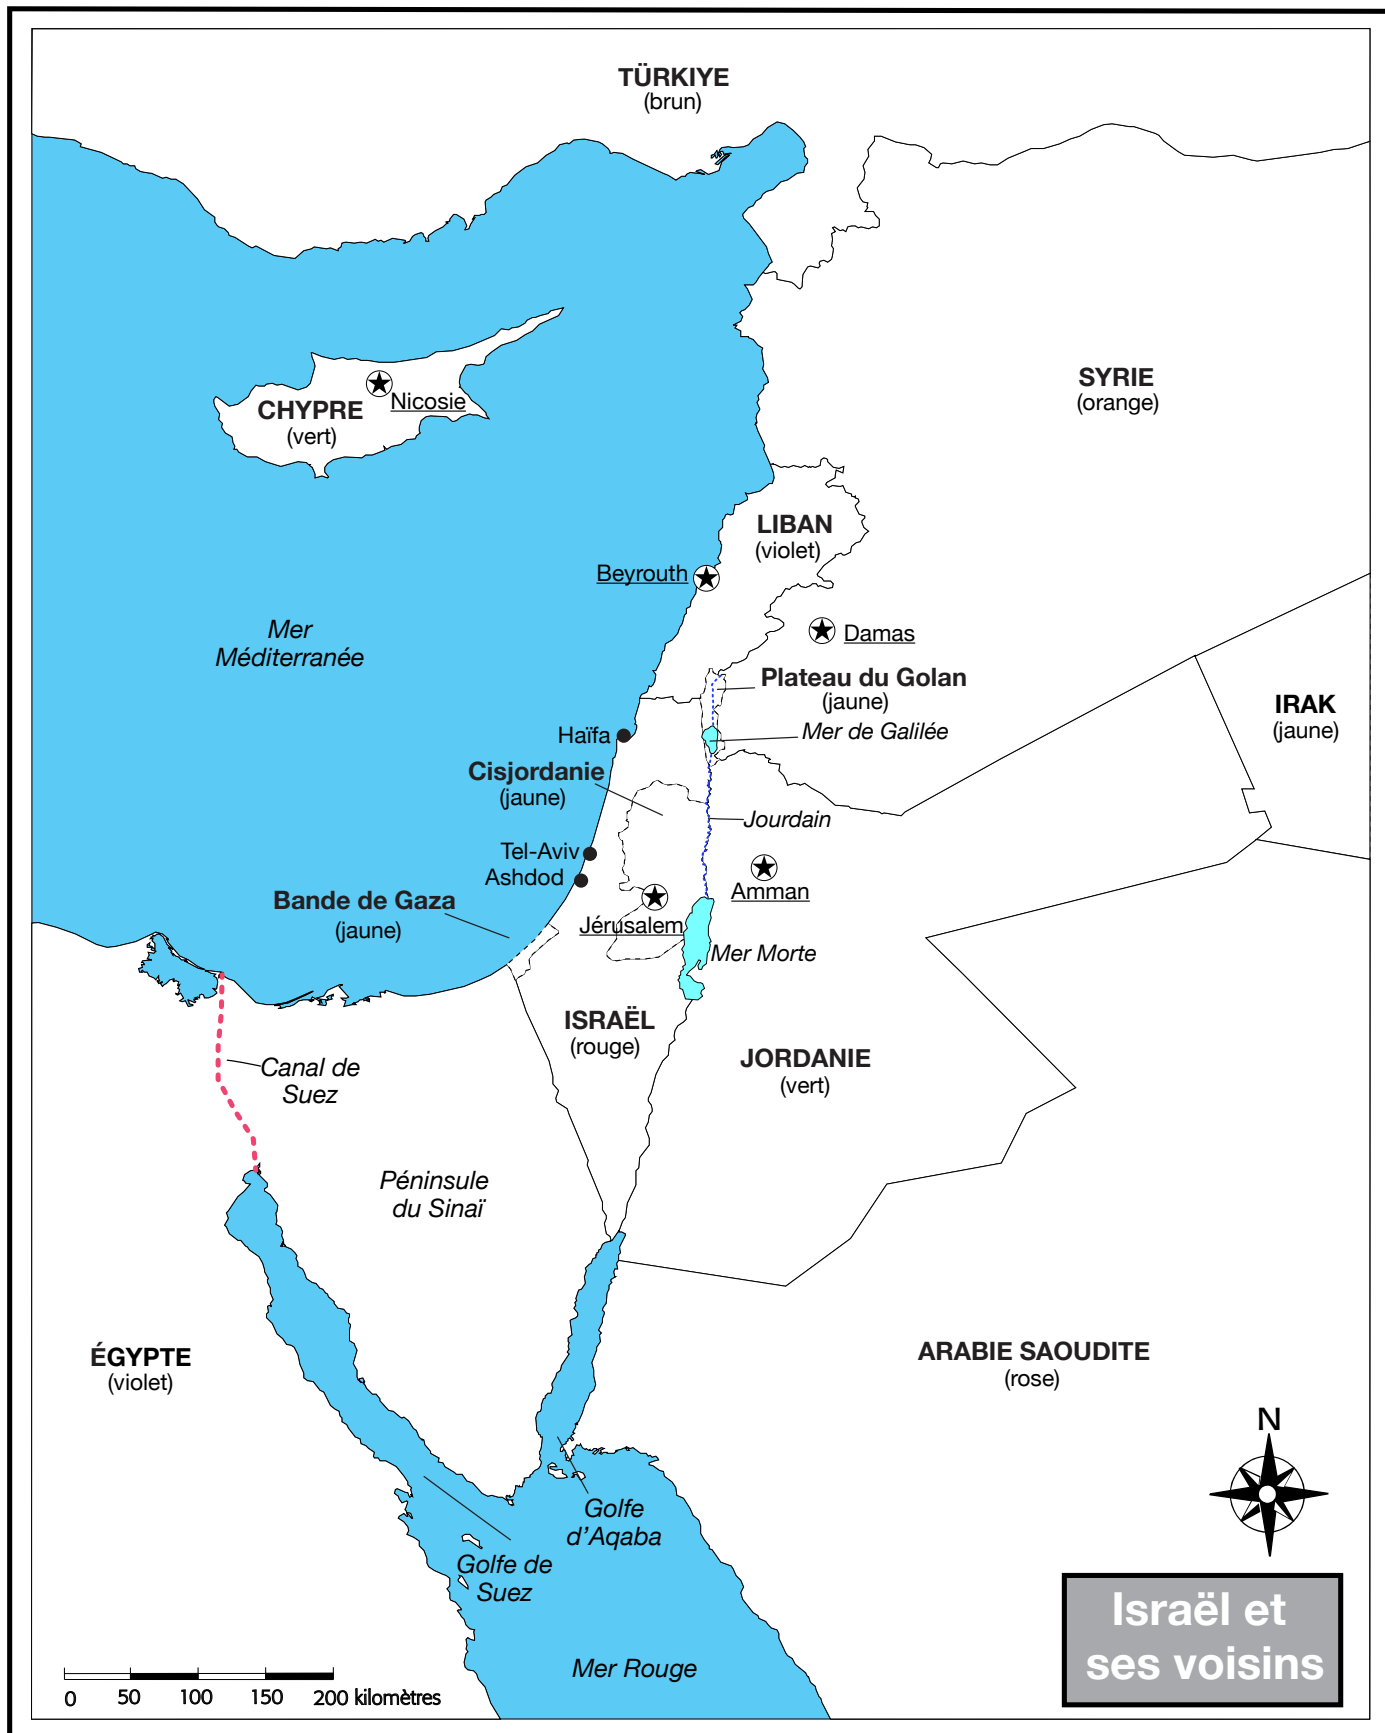 TÜRKIYE
(brun)
SYRIE
(orange)
CHYPRE
(vert)
Nicosie
LIBAN
(violet)
Beyrouth
Damas
Mer
Méditerranée
Plateau du Golan
(jaune)
Mer de Galilée
IRAK
(jaune)
Haïfa
Cisjordanie
(jaune)
Jourdain
Tel-Aviv
Ashdod
Amman
Bande de Gaza
(jaune)
Jérusalem
Mer Morte
ISRAËL
(rouge)
JORDANIE
(vert)
Canal de
Suez
Péninsule
du Sinaï
ÉGYPTE
(violet)
ARABIE SAOUDITE
(rose)
N
Golfe
d'Aqaba
Golfe de
Suez
Mer Rouge
Israël et
ses voisins
0 50 100 150 200 kilomètres